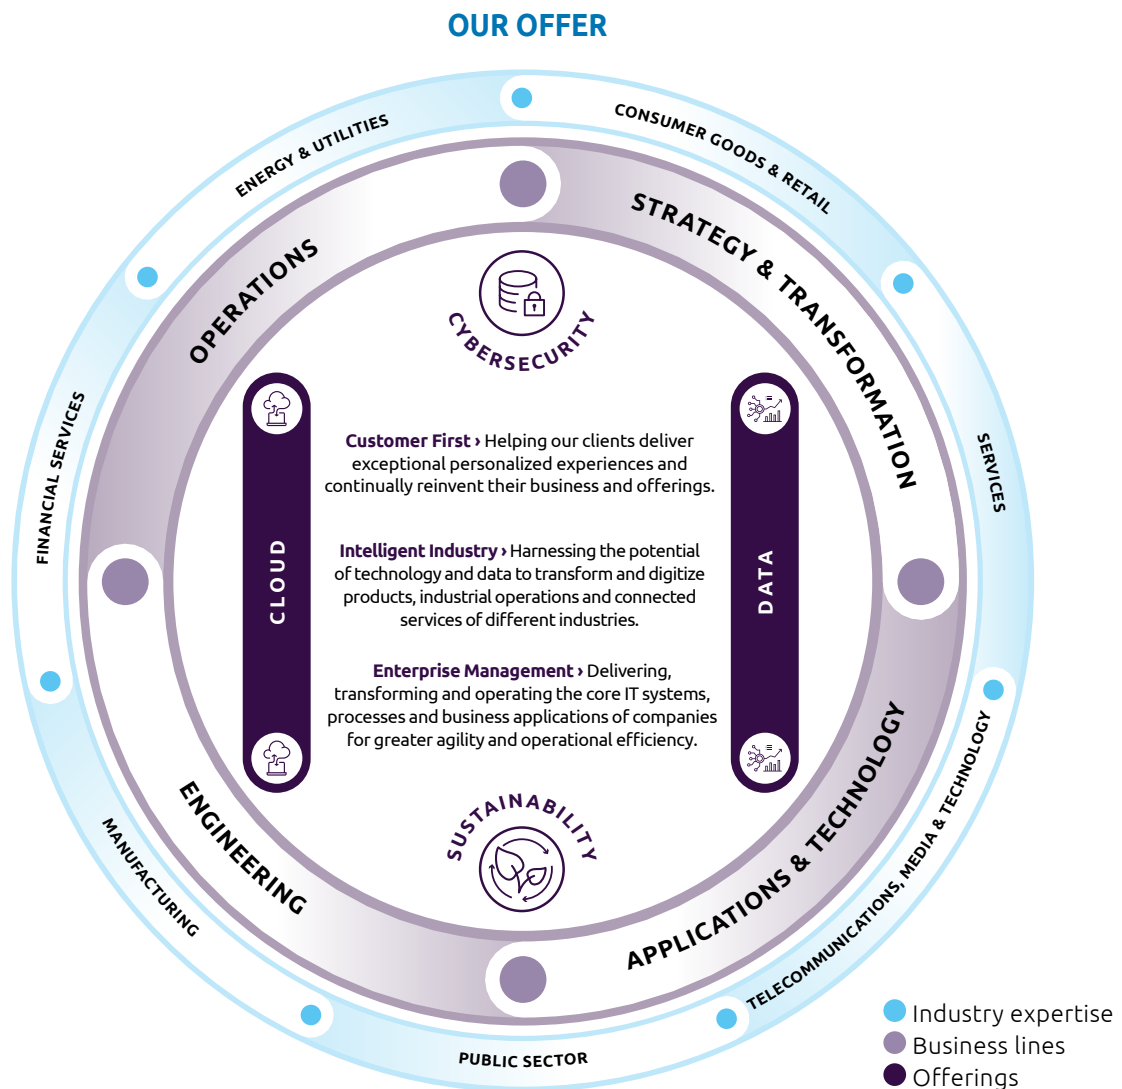 OUR OFFER
CONSUMER GOODS & RETAIL
SERVICES
TELECOMMUNICATIONS, MEDIA & TECHNOLOGY
PUBLIC SECTOR
MANUFACTURING
FINANCIAL SERVICES
ENERGY & UTILITIES
STRATEGY & TRANSFORMATION
APPLICATIONS & TECHNOLOGY
ENGINEERING
OPERATIONS
CYBERSECURITY
CLOUD
Customer First › Helping our clients deliver
exceptional personalized experiences and
continually reinvent their business and offerings.
Intelligent Industry › Harnessing the potential
of technology and data to transform and digitize
products, industrial operations and connected
services of different industries.
Enterprise Management › Delivering,
transforming and operating the core IT systems,
processes and business applications of companies
for greater agility and operational efficiency.
DATA
SUSTAINABILITY
Industry expertise
Business lines
Offerings